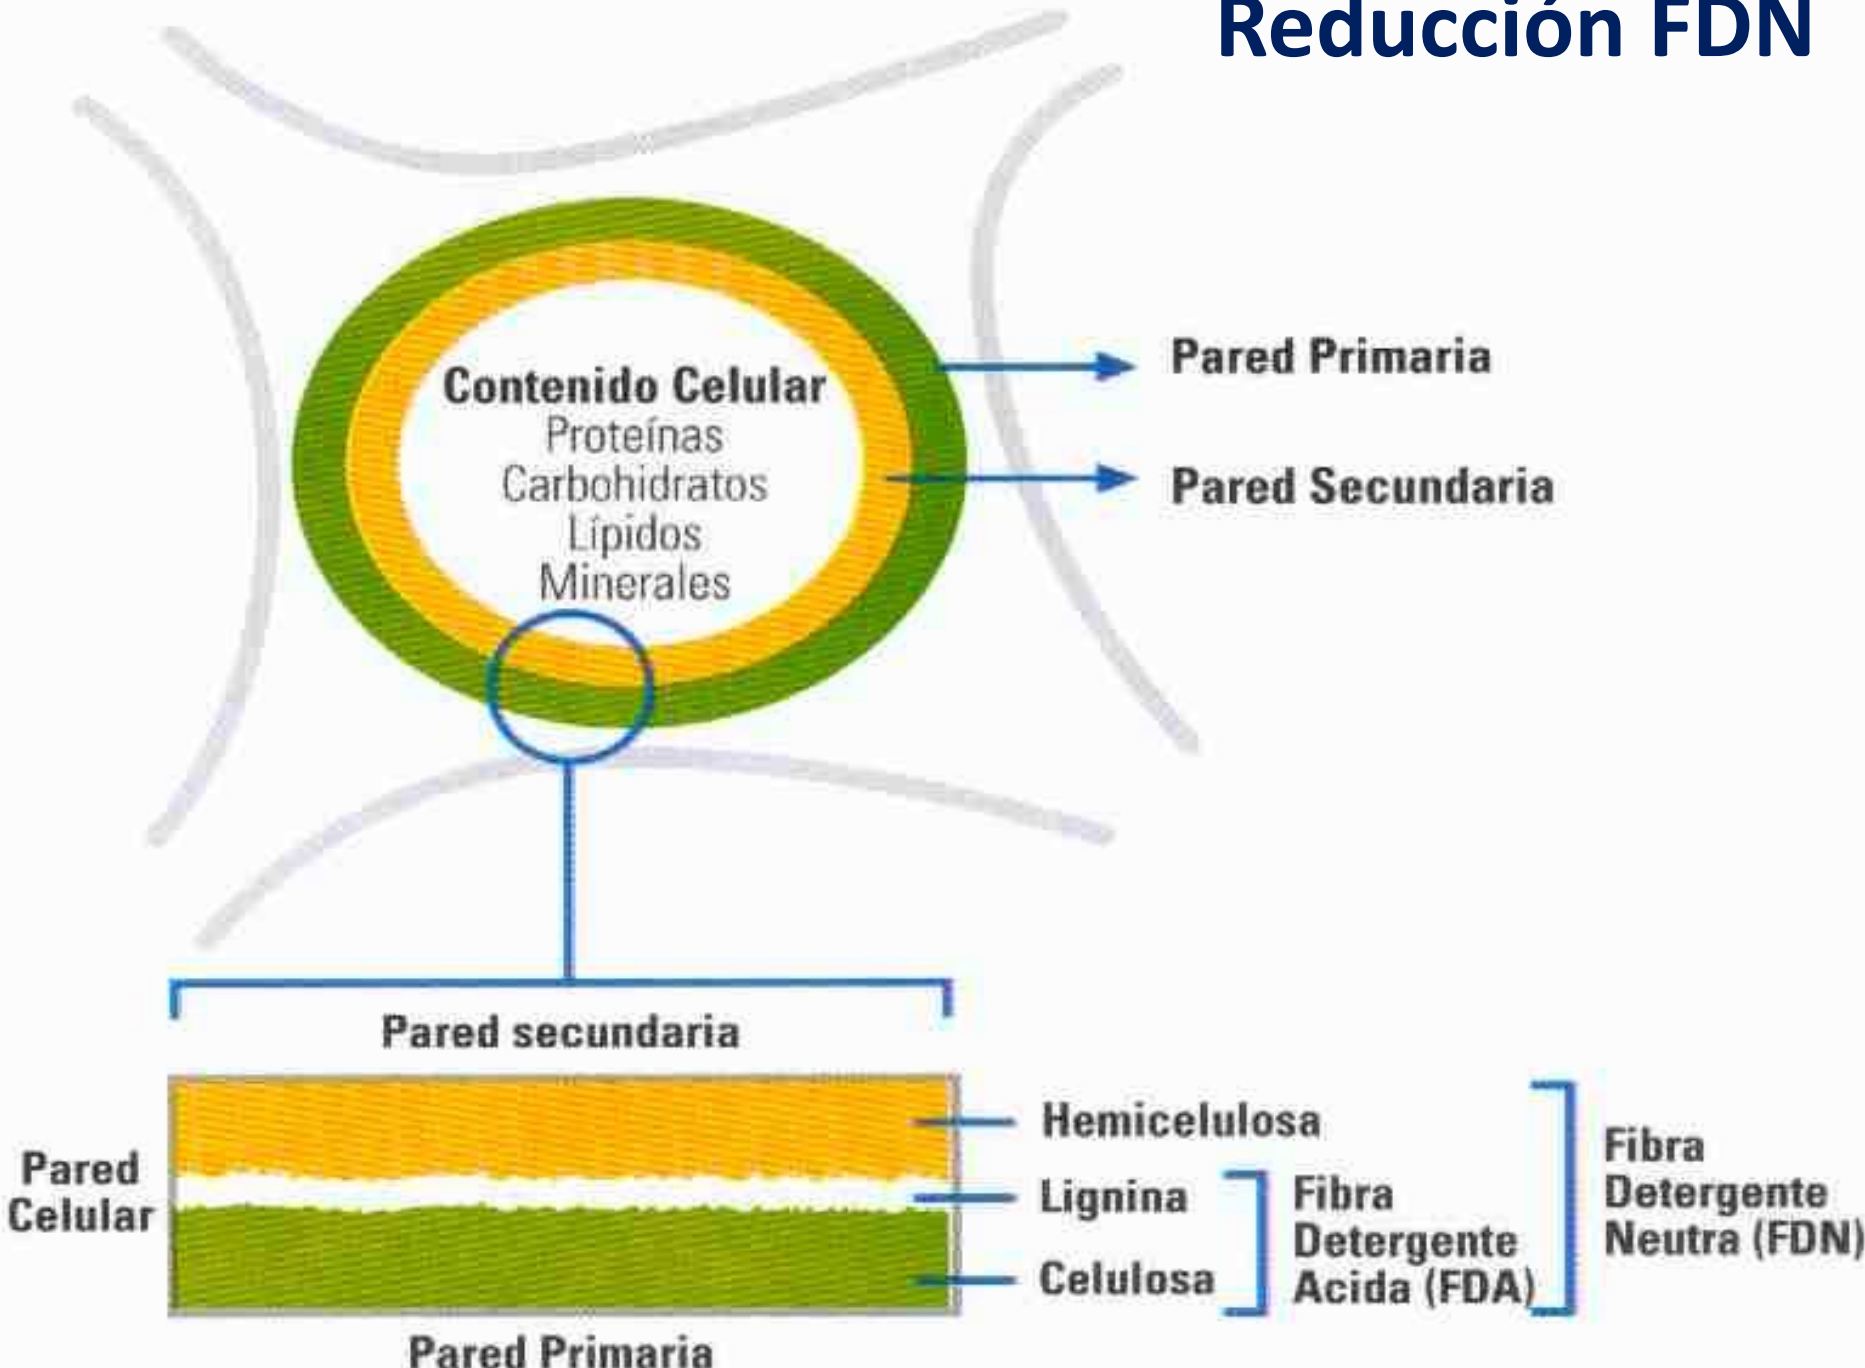 Reducción FDN
Contenido Celular
Proteínas
Carbohidratos
Lípidos
Minerales
Pared Primaria
Pared Secundaria
Pared secundaria
Pared
Celular
Hemicelulosa
Lignina
Celulosa
Fibra
Detergente
Acida (FDA)
Fibra
Detergente
Neutra (FDN)
Pared Primaria